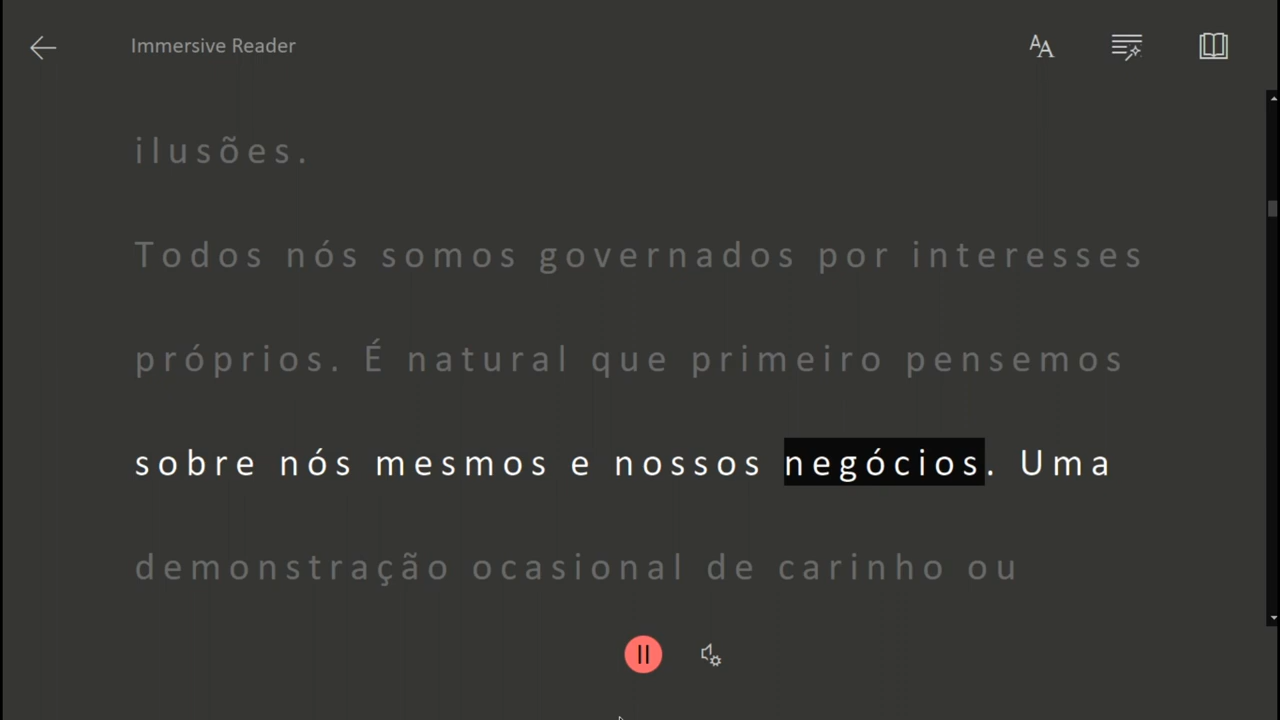 Immersive Reader
ilusões.
Todos nós somos governados por interesses
próprios. É natural que primeiro pensemos
sobre nós mesmos e nossos negócios. Uma
demonstração ocasional de carinho ou